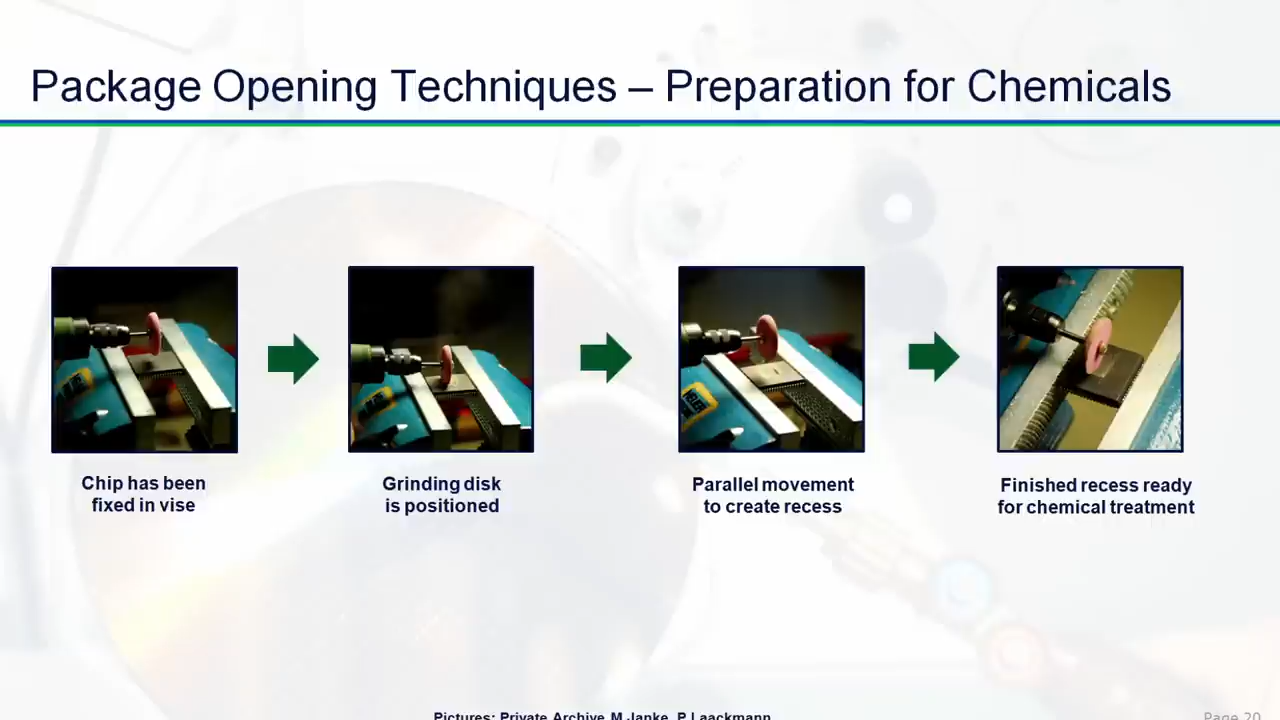 Package Opening Techniques – Preparation for Chemicals
Chip has been
fixed in vise
Grinding disk
is positioned
Parallel movement
to create recess
Finished recess ready
for chemical treatment
Pictures: Private Archive M.Janke, P.Laackmann
Page 20